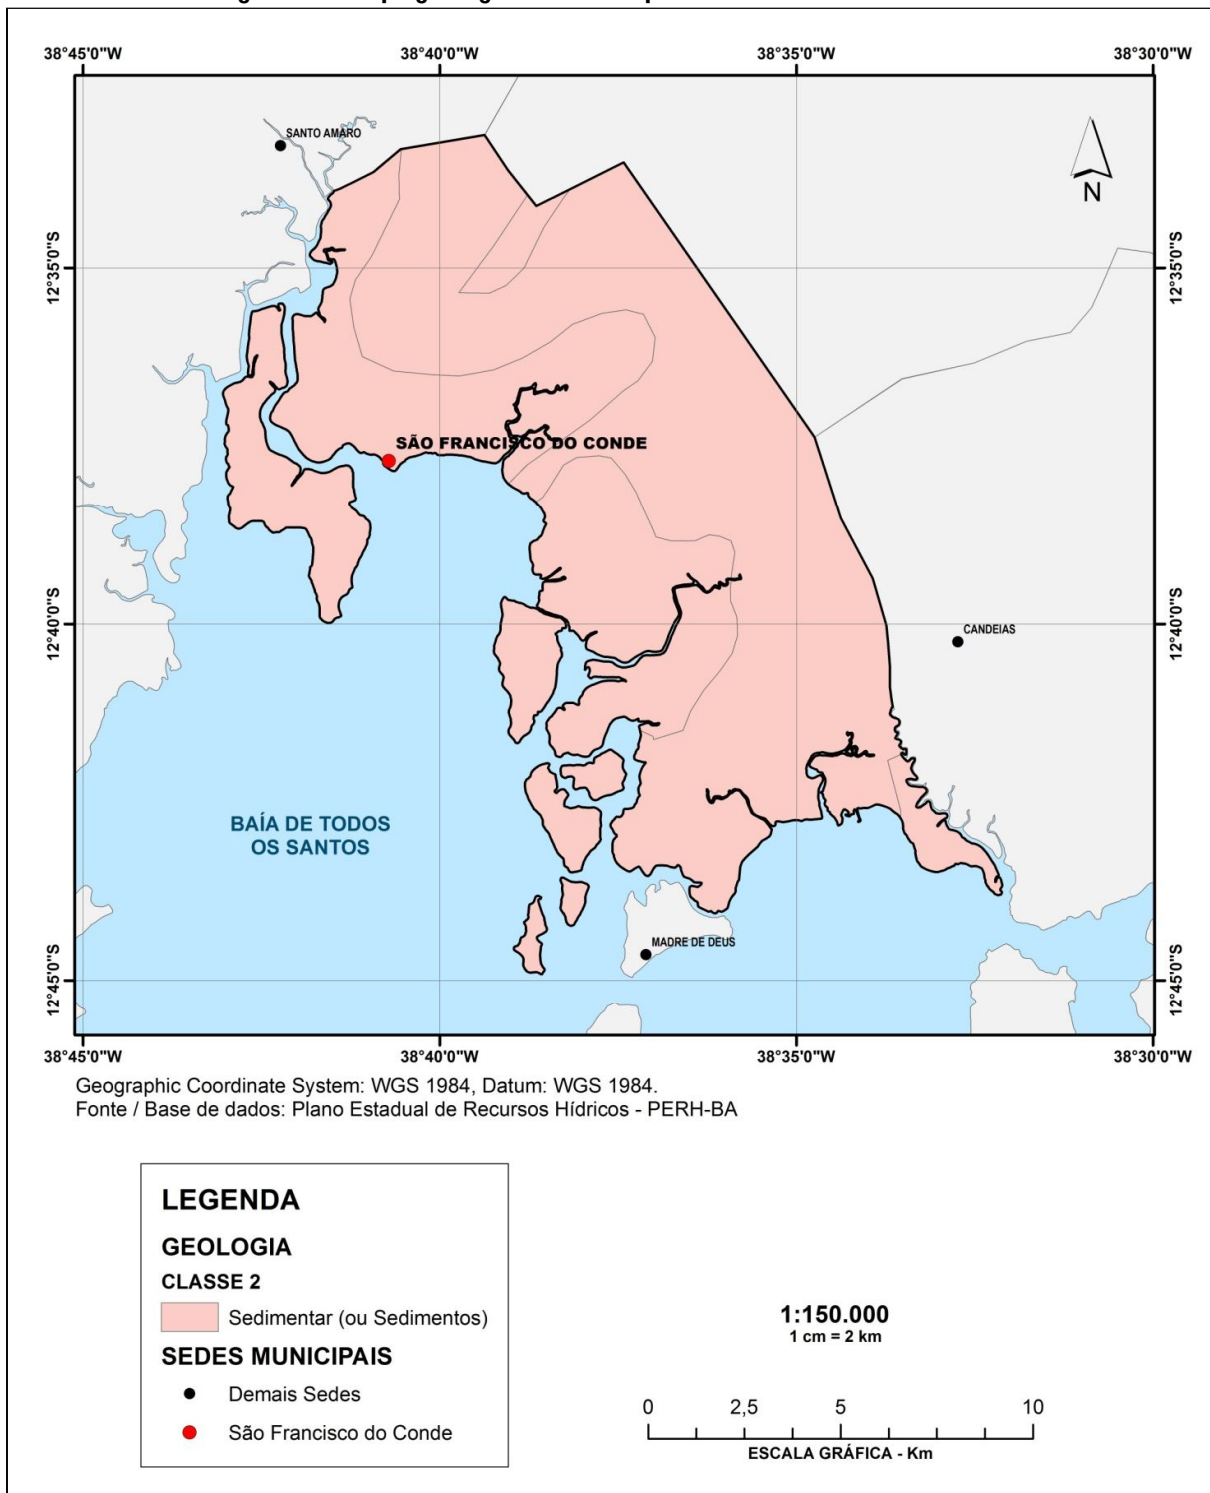 38°45'0"W
38°40'0"W
38°35'0"W
38°30'0"W
SANTO AMARO
N
12°35'0"S
12°35'0"S
SÃO FRANCISCO DO CONDE
12°40'0"S
12°40'0"S
CANDEIAS
BAÍA DE TODOS
OS SANTOS
MADRE DE DEUS
12°45'0"S
12°45'0"S
38°45'0"W
38°40'0"W
38°35'0"W
38°30'0"W
Geographic Coordinate System: WGS 1984, Datum: WGS 1984.
Fonte / Base de dados: Plano Estadual de Recursos Hídricos - PERH-BA
LEGENDA
GEOLOGIA
CLASSE 2
Sedimentar (ou Sedimentos)
SEDES MUNICIPAIS
Demais Sedes
São Francisco do Conde
1:150.000
1 cm = 2 km
0 2,5 5 10
ESCALA GRÁFICA - Km